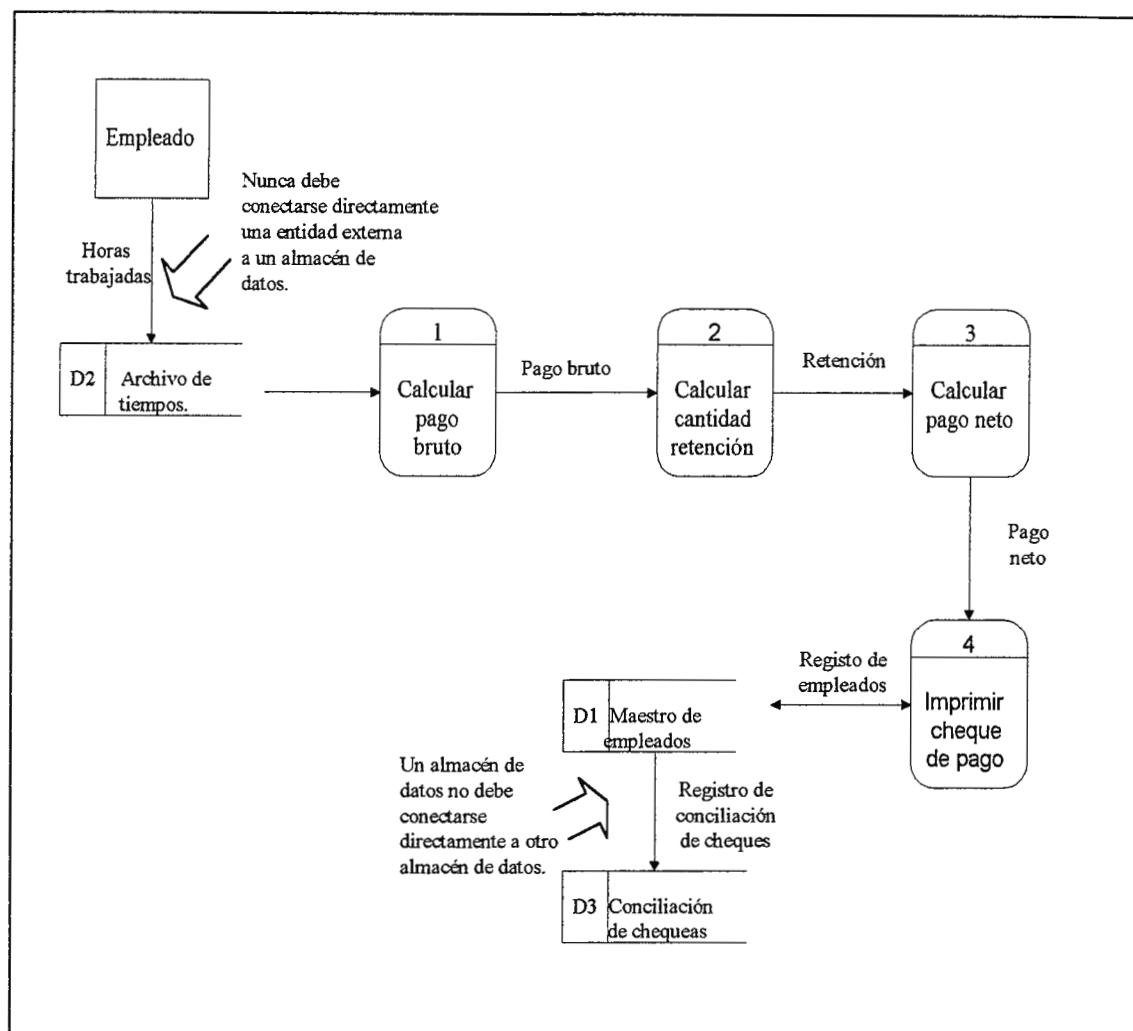 Empleado
Nunca debe
conectarse directamente
una entidad externa
a un almacén de
datos.
Horas
trabajadas
D2
Archivo de
tiempos.
1
Calcular
pago
bruto
Pago bruto
2
Calcular
cantidad
retención
Retención
3
Calcular
pago neto
Pago
neto
4
Imprimir
cheque
de pago
Registo de
empleados
D1
Maestro de
empleados
Un almacén de
datos no debe
conectarse
directamente a otro
almacén de datos.
Registro de
conciliación
de cheques
D3
Conciliación
de chequeas